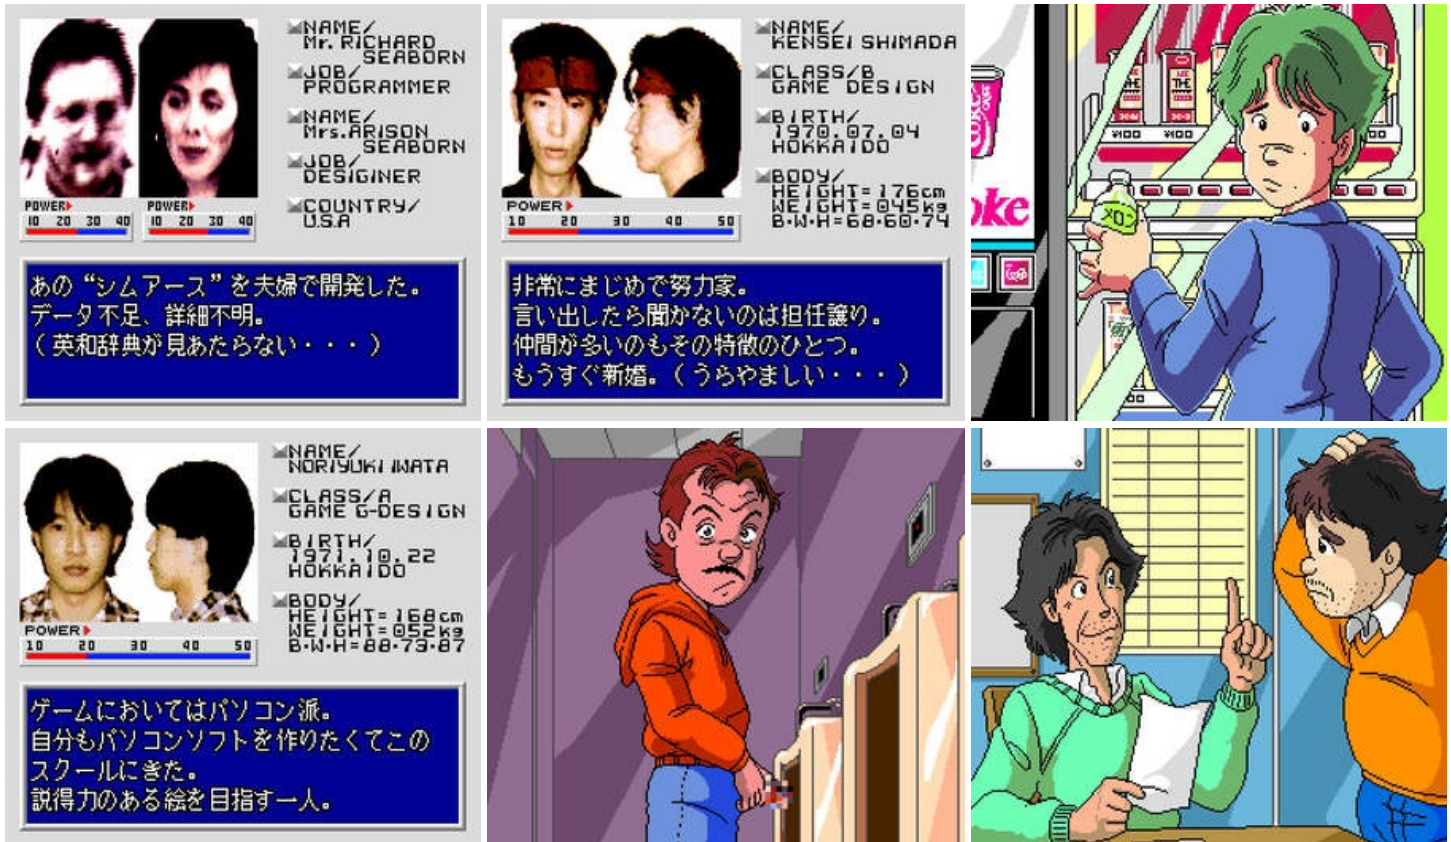 NAME/
Mr. RICHARD
SEABORN
JOB/
PROGRAMMER
NAME/
Mrs.ARISON
SEABORN
JOB/
DESIGINER
COUNTRY/
U.S.A
POWER
10 20 30 40
POWER
10 20 30 40
あの“シムアース”を夫婦で開発した。
データ不足、詳細不明。
(英和辞典が見あたらない・・・)
NAME/
KENSEI SHIMADA
CLASS/B
GAME DESIGN
BIRTH/
1970.07.04
HOKKAIDO
BODY/
HEIGHT=176cm
WEIGHT=045kg
B・W・H=68・60・74
POWER
10 20 30 40 50
非常にまじめで努力家。
言い出したら聞かないのは担任譲り。
仲間が多いのもその特徴のひとつ。
もうすぐ新婚。(うらやましい・・・)
THE
THE
¥100
¥100
00
oke
メロン
00
NAME/
NORIYUKI IWATA
CLASS/A
GAME G-DESIGN
BIRTH/
1971.10.22
HOKKAIDO
BODY/
HEIGHT=168cm
WEIGHT=052kg
B・W・H=88・73・87
POWER
10 20 30 40 50
ゲームにおいてはパソコン派。
自分もパソコンソフトを作りたくてこの
スクールにきた。
説得力のある絵を目指す一人。